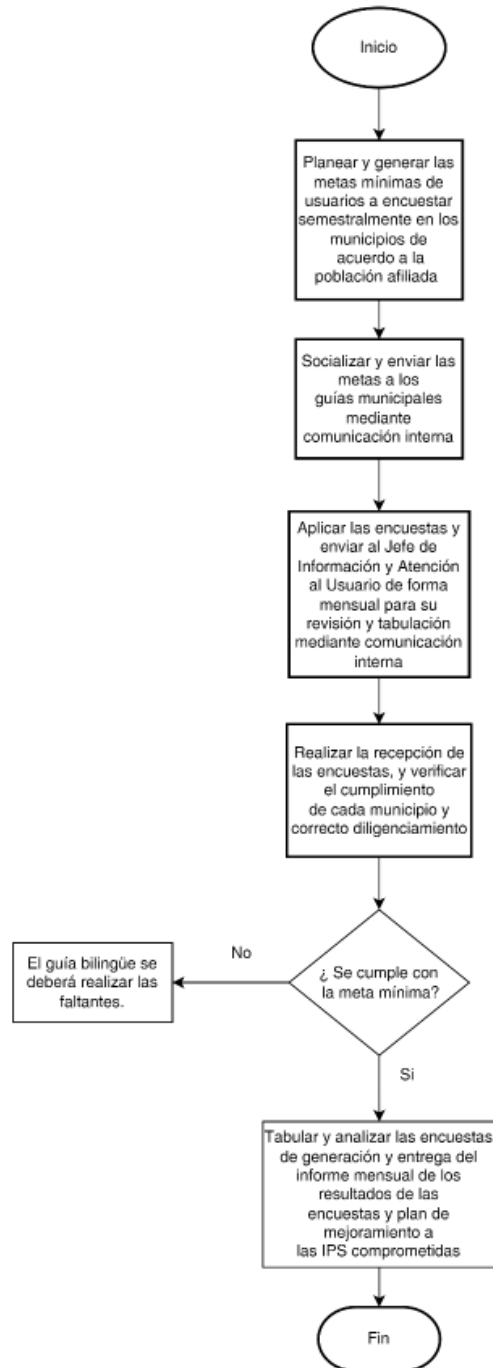 Inicio
Planear y generar las
metas mínimas de
usuarios a encuestar
semestralmente en los
municipios de
acuerdo a la
población afiliada
Socializar y enviar las
metas a los
guías municipales
mediante
comunicación interna
Aplicar las encuestas y
enviar al Jefe de
Información y Atención
al Usuario de forma
mensual para su
revisión y tabulación
mediante comunicación
interna
Realizar la recepción de
las encuestas, y verificar
el cumplimiento
de cada municipio y
correcto diligenciamiento
¿ Se cumple con
la meta mínima?
No
El guía bilingüe se
deberá realizar las
faltantes.
Si
Tabular y analizar las encuestas
de generación y entrega del
informe mensual de los
resultados de las
encuestas y plan de
mejoramiento a
las IPS comprometidas
Fin